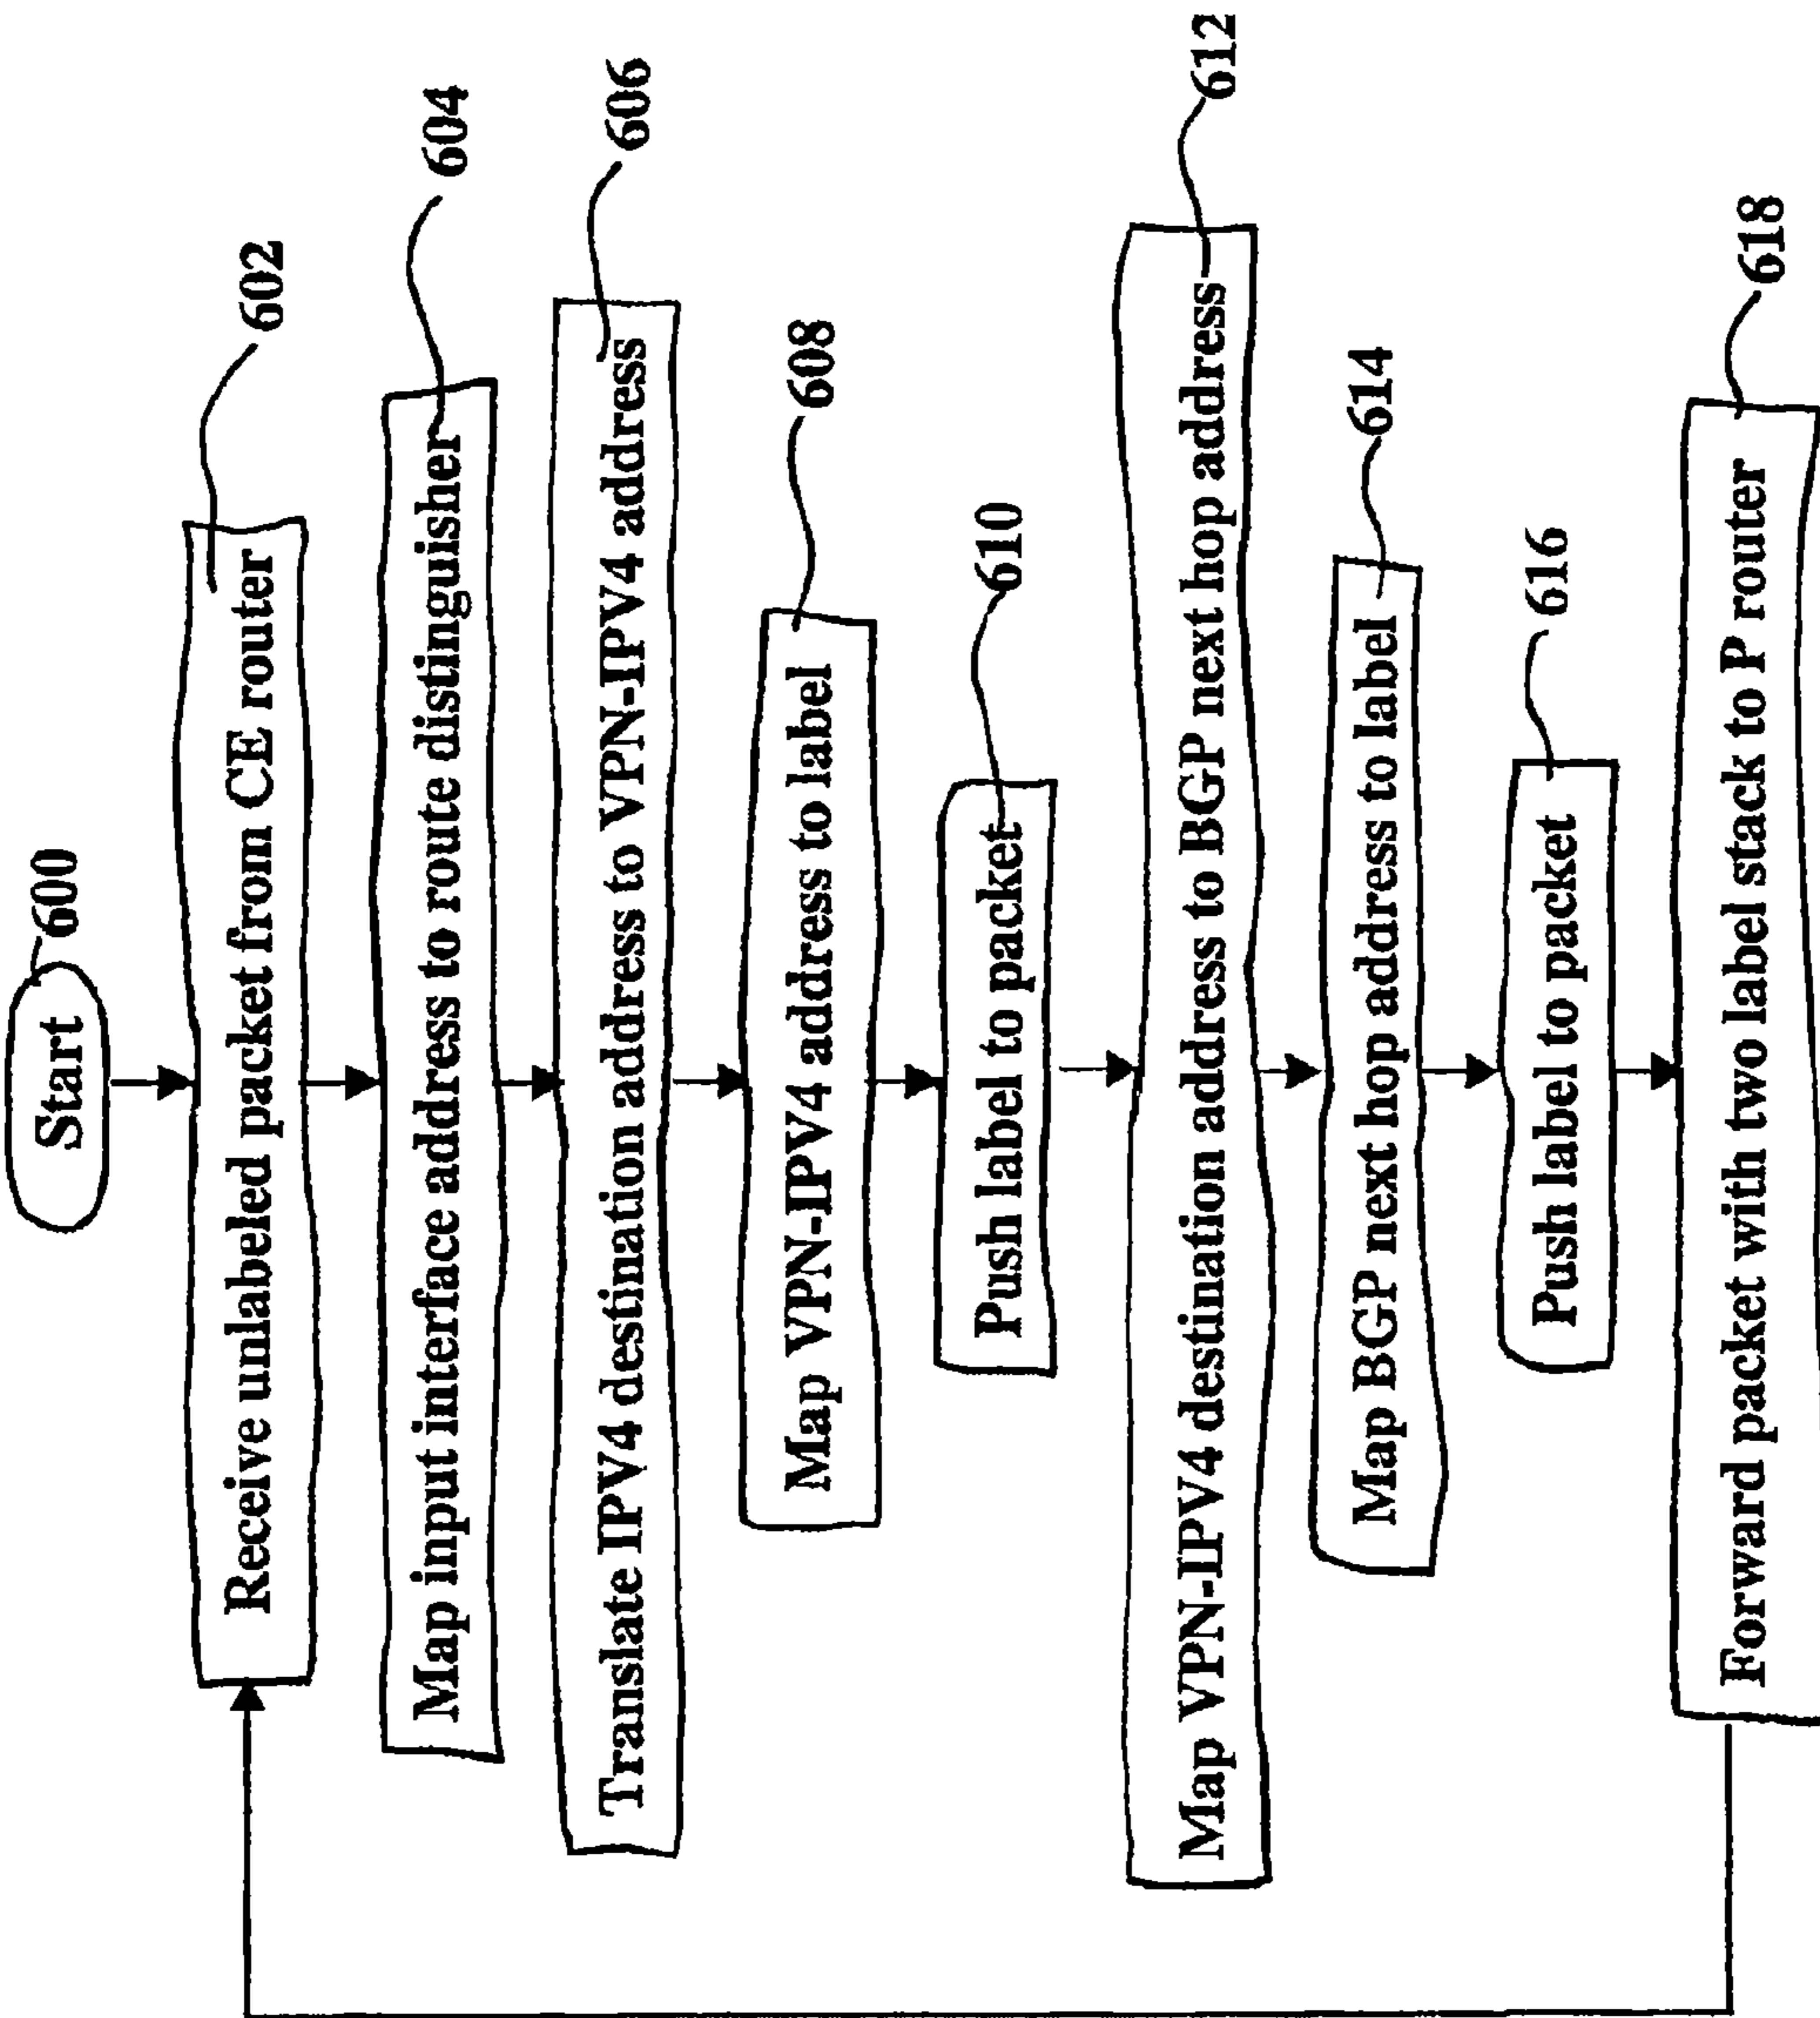 Start
600
Receive unlabeled packet from CE router
602
Map input interface address to route distinguisher
604
Translate IPV4 destination address to VPN-IPV4 address
606
Map VPN-IPV4 address to label
608
Push label to packet
610
Map VPN-IPV4 destination address to BGP next hop address
612
Map BGP next hop address to label
614
Push label to packet
616
Forward packet with two label stack to P router
618